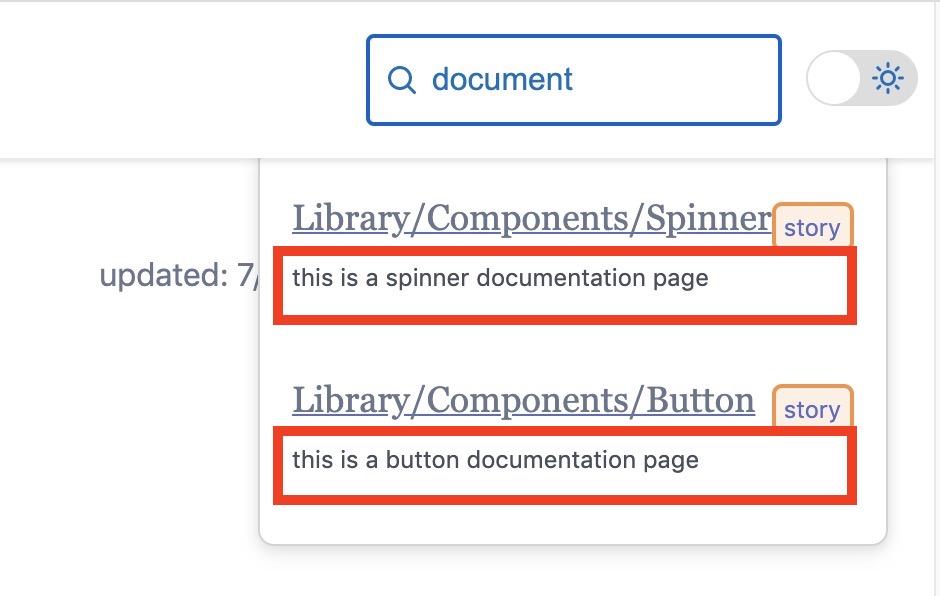 document
Library/Components/Spinner
story
updated: 7/
this is a spinner documentation page
Library/Components/Button
story
this is a button documentation page